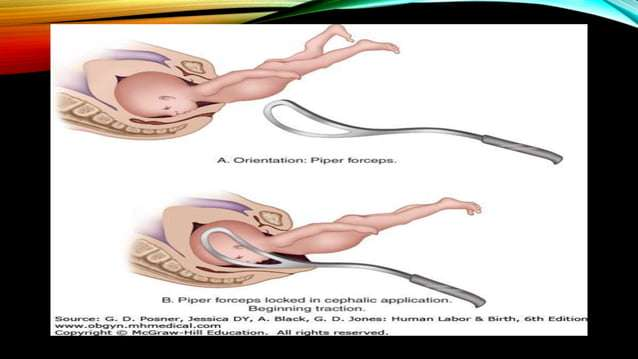 A. Orientation: Piper forceps.
B. Piper forceps locked in cephalic application.
Beginning traction.
Source: G. D. Posner, Jessica DY, A. Black, G. D. Jones: Human Labor & Birth, 6th Edition
www.obgyn.mhmedical.com
Copyright © McGraw-Hill Education. All rights reserved.